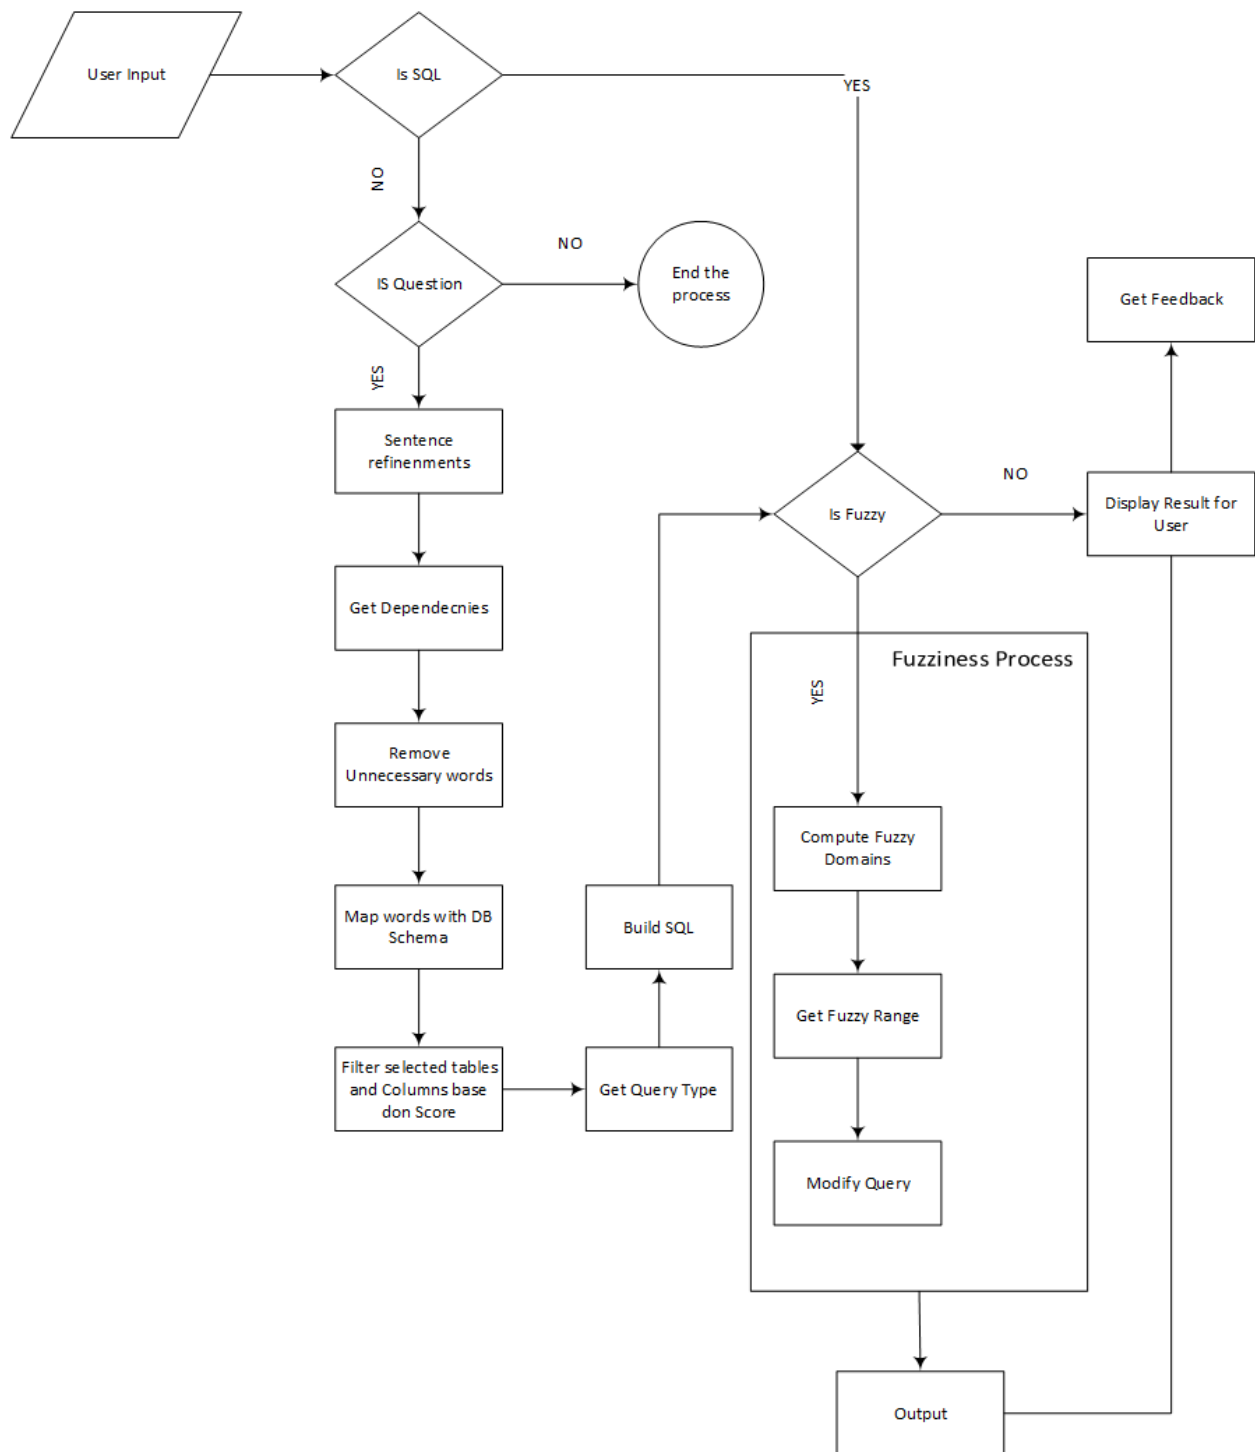 User Input
Is SQL
YES
NO
IS Question
NO
End the
process
Get Feedback
YES
Sentence
refinenments
Is Fuzzy
NO
Display Result for
User
Get Dependecnies
Fuzziness Process
YES
Remove
Unnecessary words
Compute Fuzzy
Domains
Map words with DB
Schema
Build SQL
Get Fuzzy Range
Filter selected tables
and Columns base
don Score
Get Query Type
Modify Query
Output